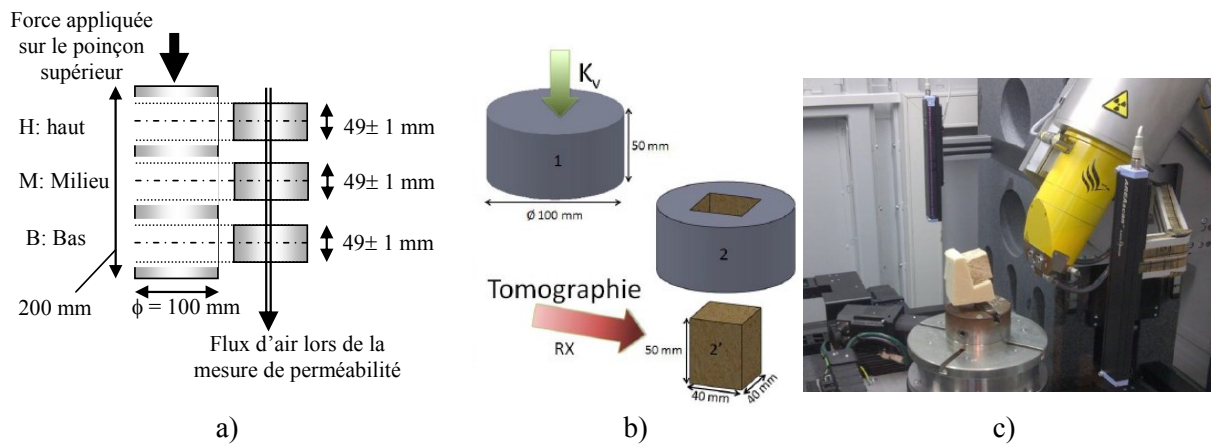 Force appliquée
sur le poinçon
supérieur
H: haut
M: Milieu
B: Bas
200 mm
ϕ = 100 mm
49± 1 mm
49± 1 mm
49± 1 mm
Flux d'air lors de la
mesure de perméabilité
a)
Kv
1
50 mm
Ø 100 mm
2
Tomographie
RX
50 mm
2'
40 mm
40 mm
b)
c)